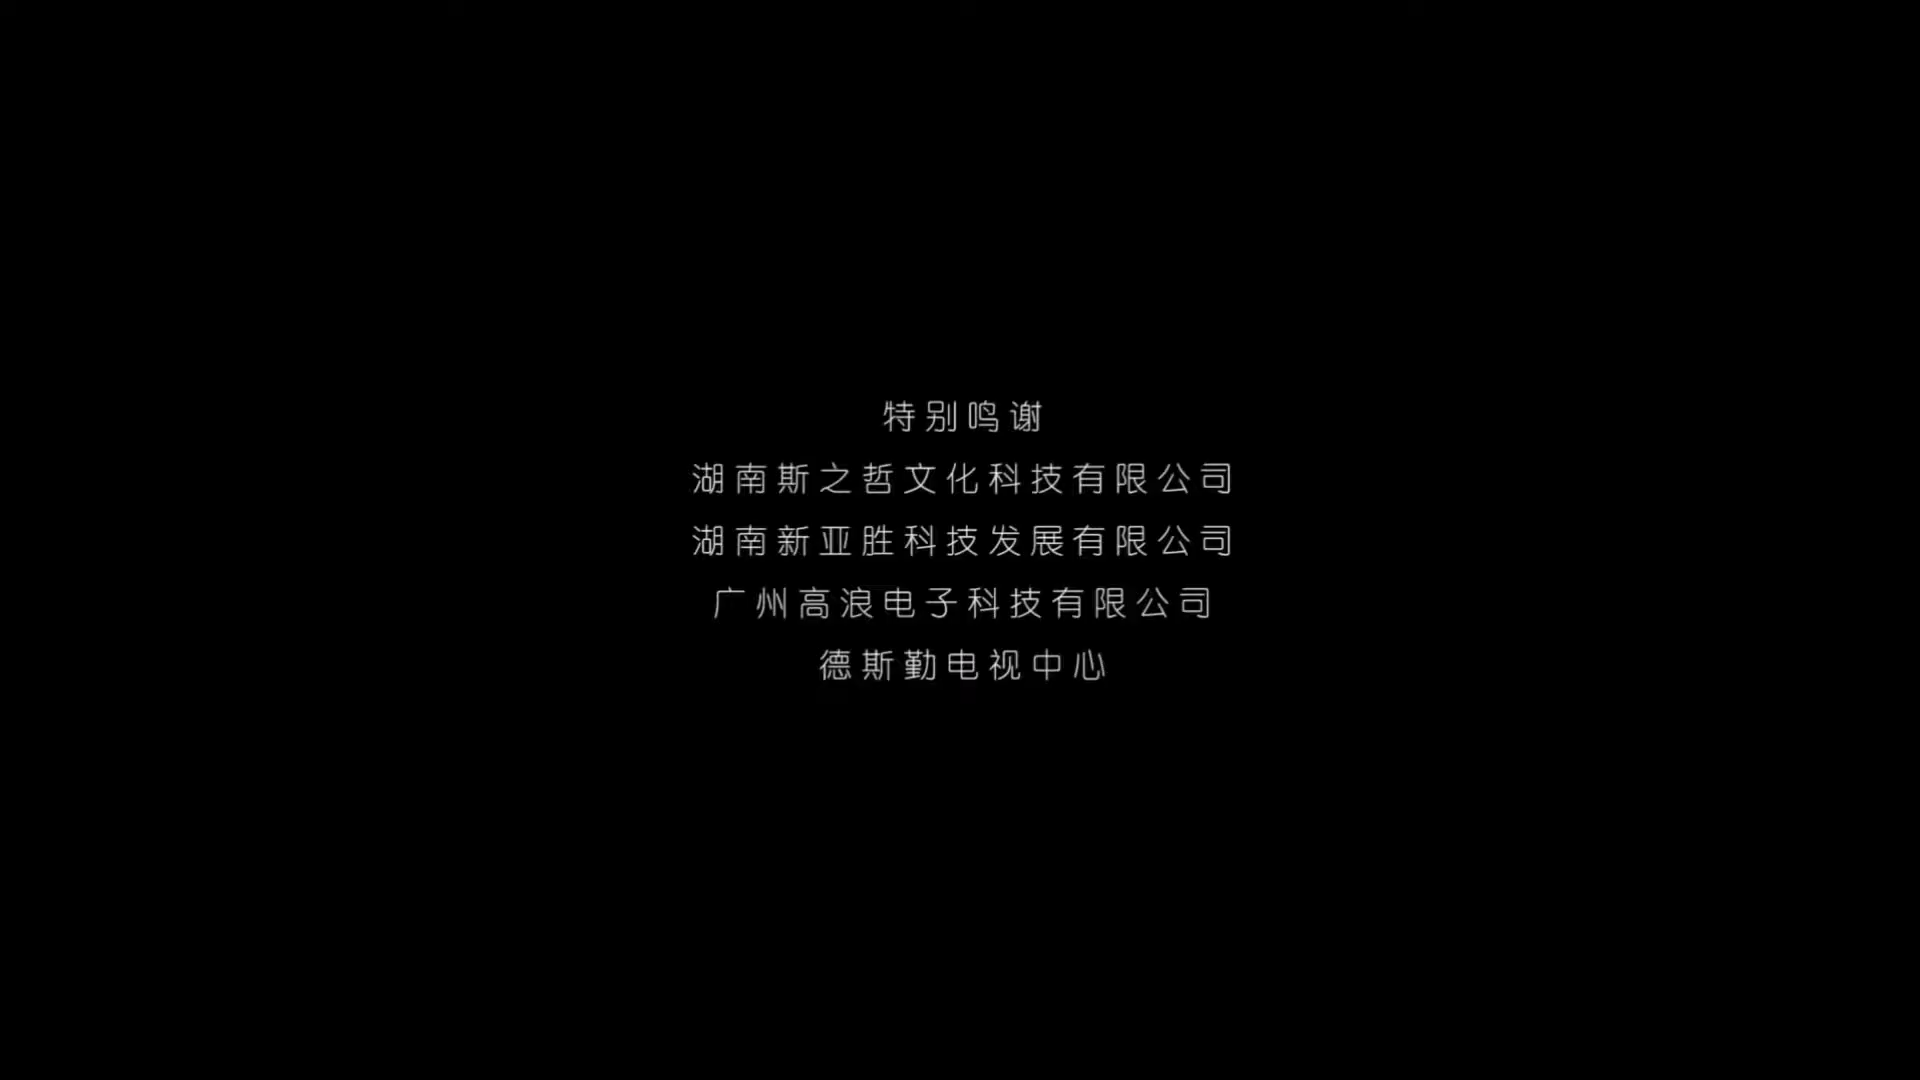 特别鸣谢
湖南斯之哲文化科技有限公司
湖南新亚胜科技发展有限公司
广州高浪电子科技有限公司
德斯勤电视中心